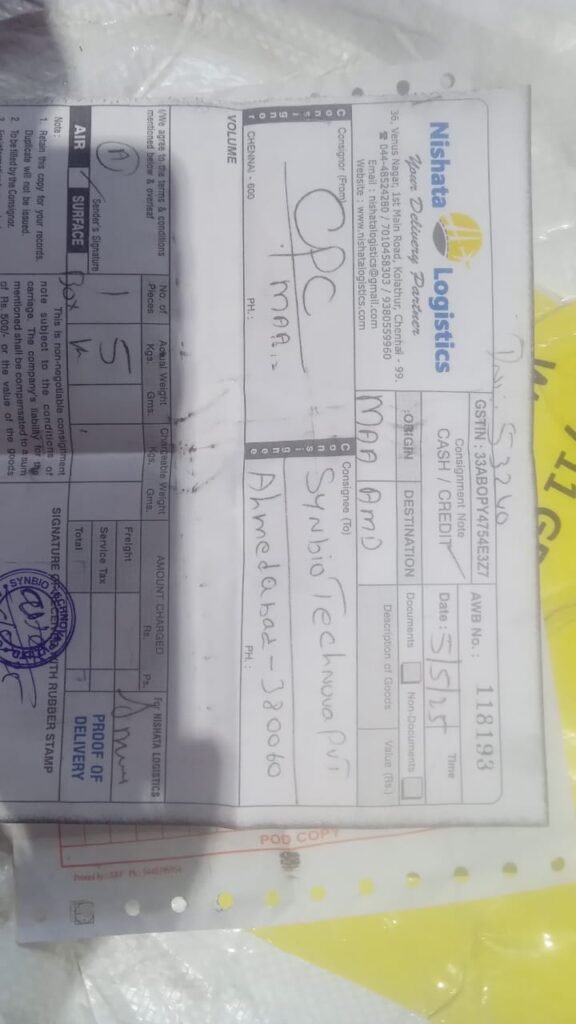 Nishata Logistics
Your Delivery Partner
36, Venus Nagar, 1st Main Road, Kolathur, Chennai - 99.
☎ 044-48524280 / 7010458303 / 9380559960
Email : nishatalogistics@gmail.com
Website : www.nishatalogistics.com
GSTIN : 33ABOPY4754E3Z7
Consignment Note
CASH / CREDIT
AWB No. : 118193
Date : 5/5/25
Time
ORIGIN
DESTINATION
Documents
Non-Documents
MAA
AMD
Description of Goods
Value (Rs.)
Consignor (From)
Consignor
CPC
MAA
CHENNAI - 600
PH. :
Consignee (To)
Consignee
Synbio Technova Pvt
Ahmedabad - 380060
PH. :
VOLUME
I/We agree to the terms & conditions
mentioned below & overleaf
Sender's Signature
AIR
SURFACE
No. of
Pieces
Actual Weight
Kgs. Gms.
Chargeable Weight
Kgs. Gms.
1
Box
5
K
AMOUNT CHARGED
Rs. Ps.
Freight
Service Tax
Total
For NISHATA LOGISTICS
PROOF OF
DELIVERY
Note :
1. Retain this copy for your records.
Duplicate will not be issued.
2. To be filled by the Consignor.
This is non-negotiable consignment
note subject to the conditions of
carriage. The company's liability for the
mentioned shall be compensated to a sum
of Rs. 500/- or the value of the goods
WITH RUBBER STAMP
SYNBIO
POD COPY